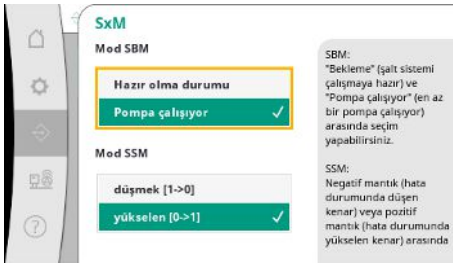 SxM
Mod SBM
Hazır olma durumu
Pompa çalışıyor
Mod SSM
düşmek [1->0]
yükselen [0->1]
SBM:
"Bekleme" (şalt sistemi
çalışmaya hazır) ve
"Pompa çalışıyor" (en az
bir pompa çalışıyor)
arasında seçim
yapabilirsiniz.
SSM:
Negatif mantık (hata
durumunda düşen
kenar) veya pozitif
mantık (hata durumunda
yükselen kenar) arasında